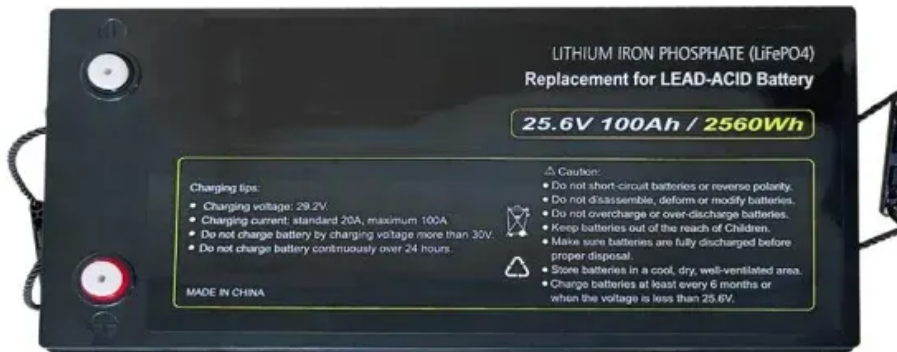 LITHIUM IRON PHOSPHATE (LiFePO4)
Replacement for LEAD-ACID Battery
25.6V 100Ah / 2560Wh
Charging tips:
• Charging voltage: 29.2V.
• Charging current: standard 20A, maximum 100A.
• Do not charge battery by charging voltage more than 30V.
• Do not charge battery continuously over 24 hours.
MADE IN CHINA
⚠ Caution:
• Do not short-circuit batteries or reverse polarity.
• Do not disassemble, deform or modify batteries.
• Do not overcharge or over-discharge batteries.
• Keep batteries out of the reach of Children.
• Make sure batteries are fully discharged before
proper disposal.
• Store batteries in a cool, dry, well-ventilated area.
• Charge batteries at least every 6 months or
when the voltage is less than 25.6V.